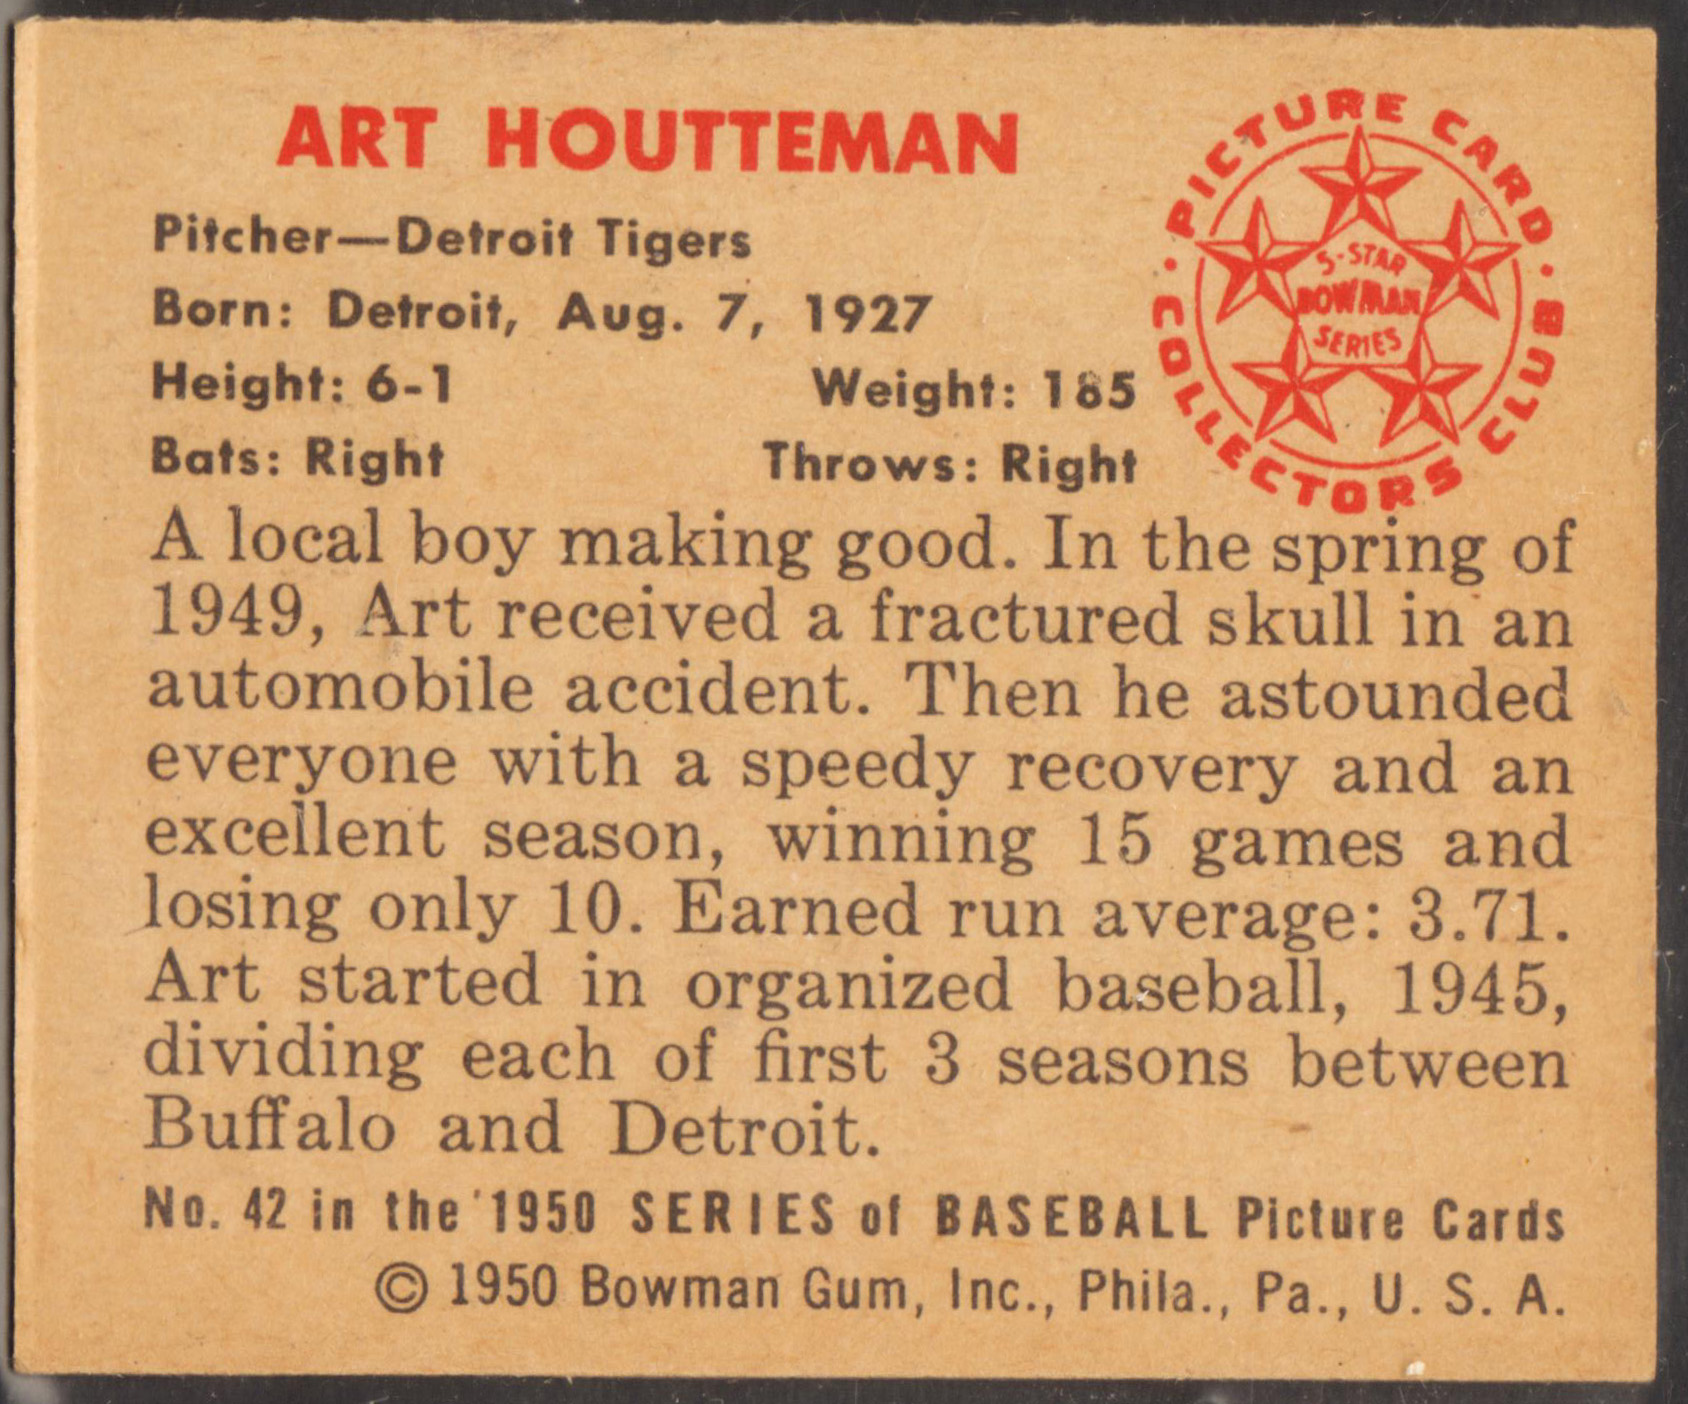 ART HOUTTEMAN
Pitcher—Detroit Tigers
Born: Detroit, Aug. 7, 1927
Height: 6-1 Weight: 185
Bats: Right Throws: Right
PICTURE CARD
COLLECTORS CLUB
5-STAR
BOWMAN
SERIES
A local boy making good. In the spring of
1949, Art received a fractured skull in an
automobile accident. Then he astounded
everyone with a speedy recovery and an
excellent season, winning 15 games and
losing only 10. Earned run average: 3.71.
Art started in organized baseball, 1945,
dividing each of first 3 seasons between
Buffalo and Detroit.
No. 42 in the 1950 SERIES of BASEBALL Picture Cards
© 1950 Bowman Gum, Inc., Phila., Pa., U. S. A.